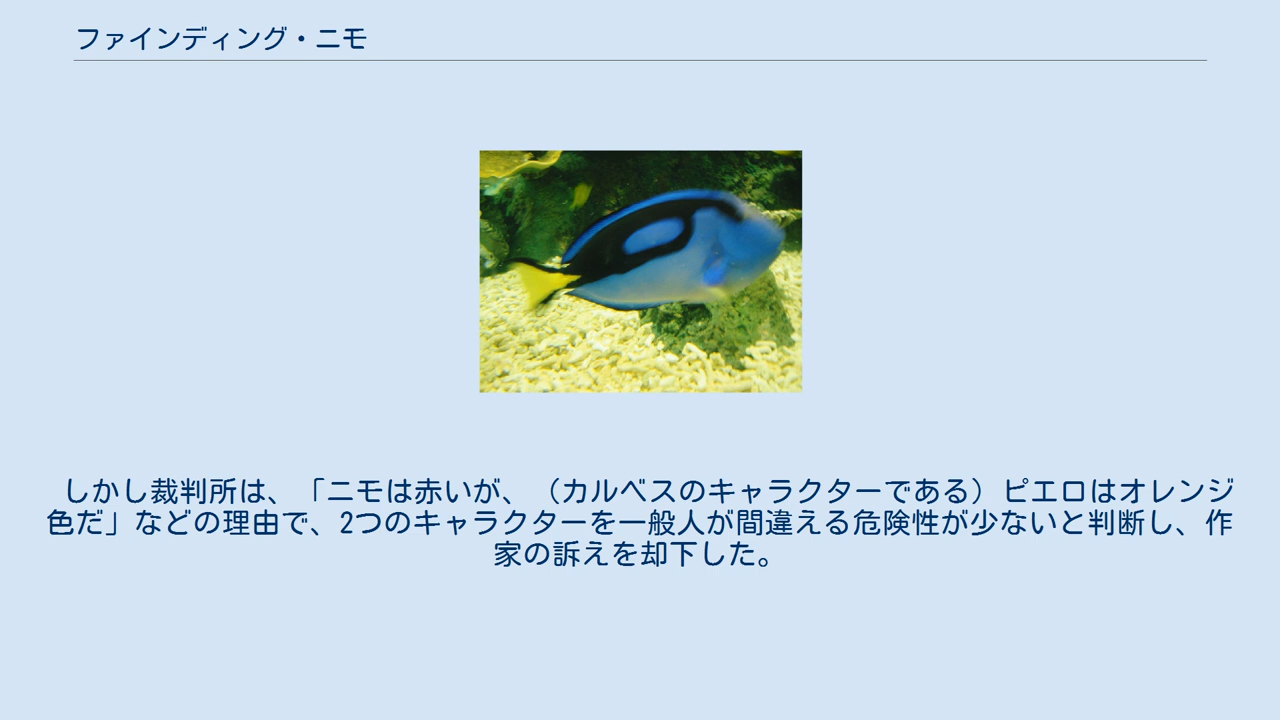 ファインディング・ニモ
しかし裁判所は、「ニモは赤いが、（カルベスのキャラクターである）ピエロはオレンジ
色だ」などの理由で、2つのキャラクターを一般人が間違える危険性が少ないと判断し、作
家の訴えを却下した。